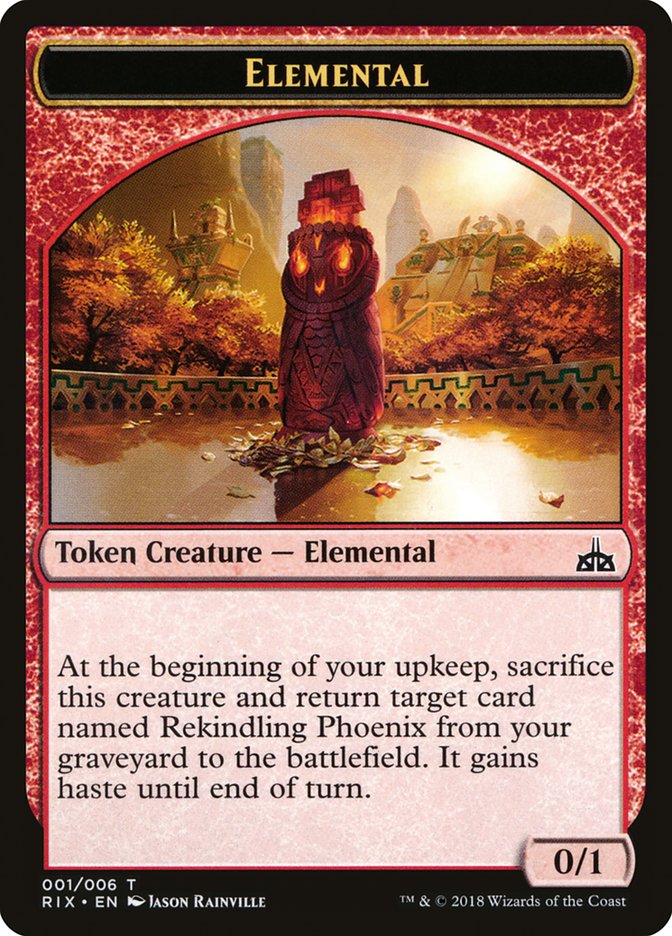 Elemental
Token Creature — Elemental
At the beginning of your upkeep, sacrifice
this creature and return target card
named Rekindling Phoenix from your
graveyard to the battlefield. It gains
haste until end of turn.
0/1
001/006 T
RIX • EN Jason Rainville
™ & © 2018 Wizards of the Coast